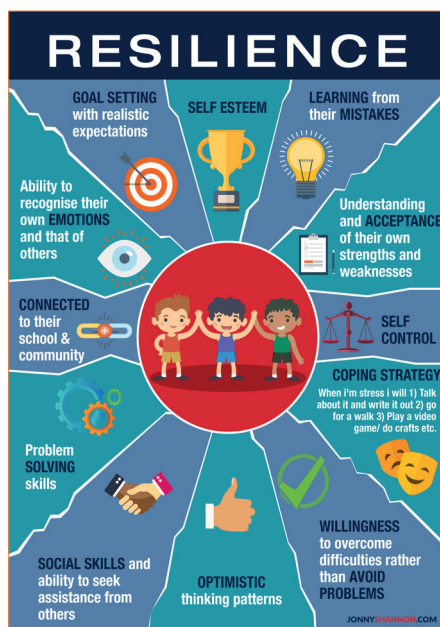 RESILIENCE
GOAL SETTING
with realistic
expectations
SELF ESTEEM
LEARNING from
their MISTAKES
Ability to
recognise their
own EMOTIONS
and that of
others
Understanding
and ACCEPTANCE
of their own
strengths and
weaknesses
CONNECTED
to their
school &
community
SELF
CONTROL
COPING STRATEGY
When i'm stress i will 1) Talk
about it and write it out 2) go
for a walk 3) Play a video
game/ do crafts etc.
Problem
SOLVING
skills
SOCIAL SKILLS and
ability to seek
assistance from
others
OPTIMISTIC
thinking patterns
WILLINGNESS
to overcome
difficulties rather
than AVOID
PROBLEMS
JONNYSHANNON.COM